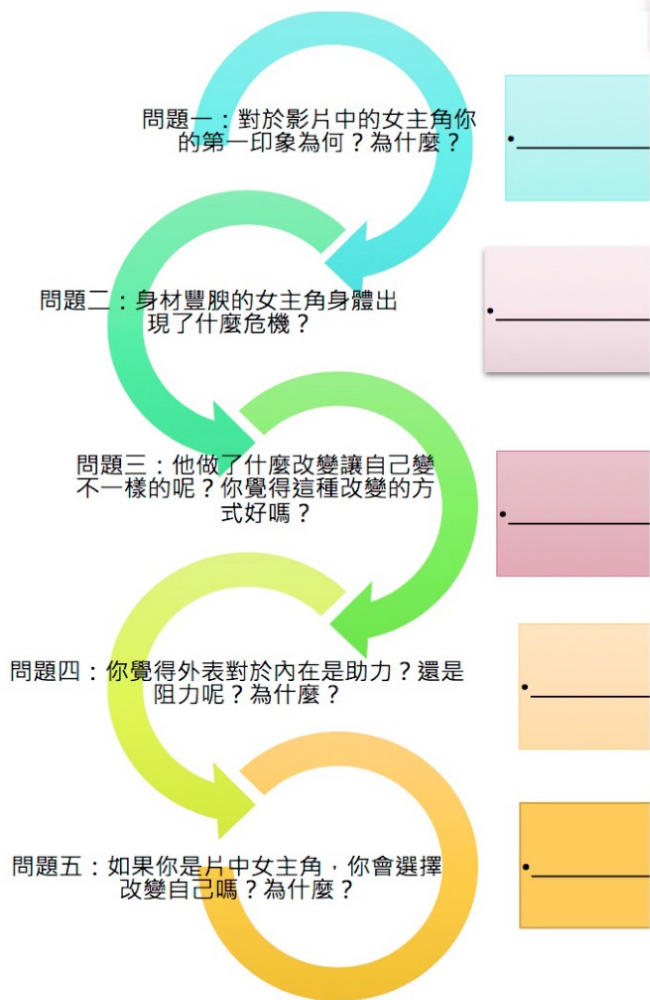 問題一：對於影片中的女主角你
的第一印象為何？為什麼？
問題二：身材豐腴的女主角身體出
現了什麼危機？
問題三：他做了什麼改變讓自己變
不一樣的呢？你覺得這種改變的方
式好嗎？
問題四：你覺得外表對於內在是助力？還是
阻力呢？為什麼？
問題五：如果你是片中女主角，你會選擇
改變自己嗎？為什麼？